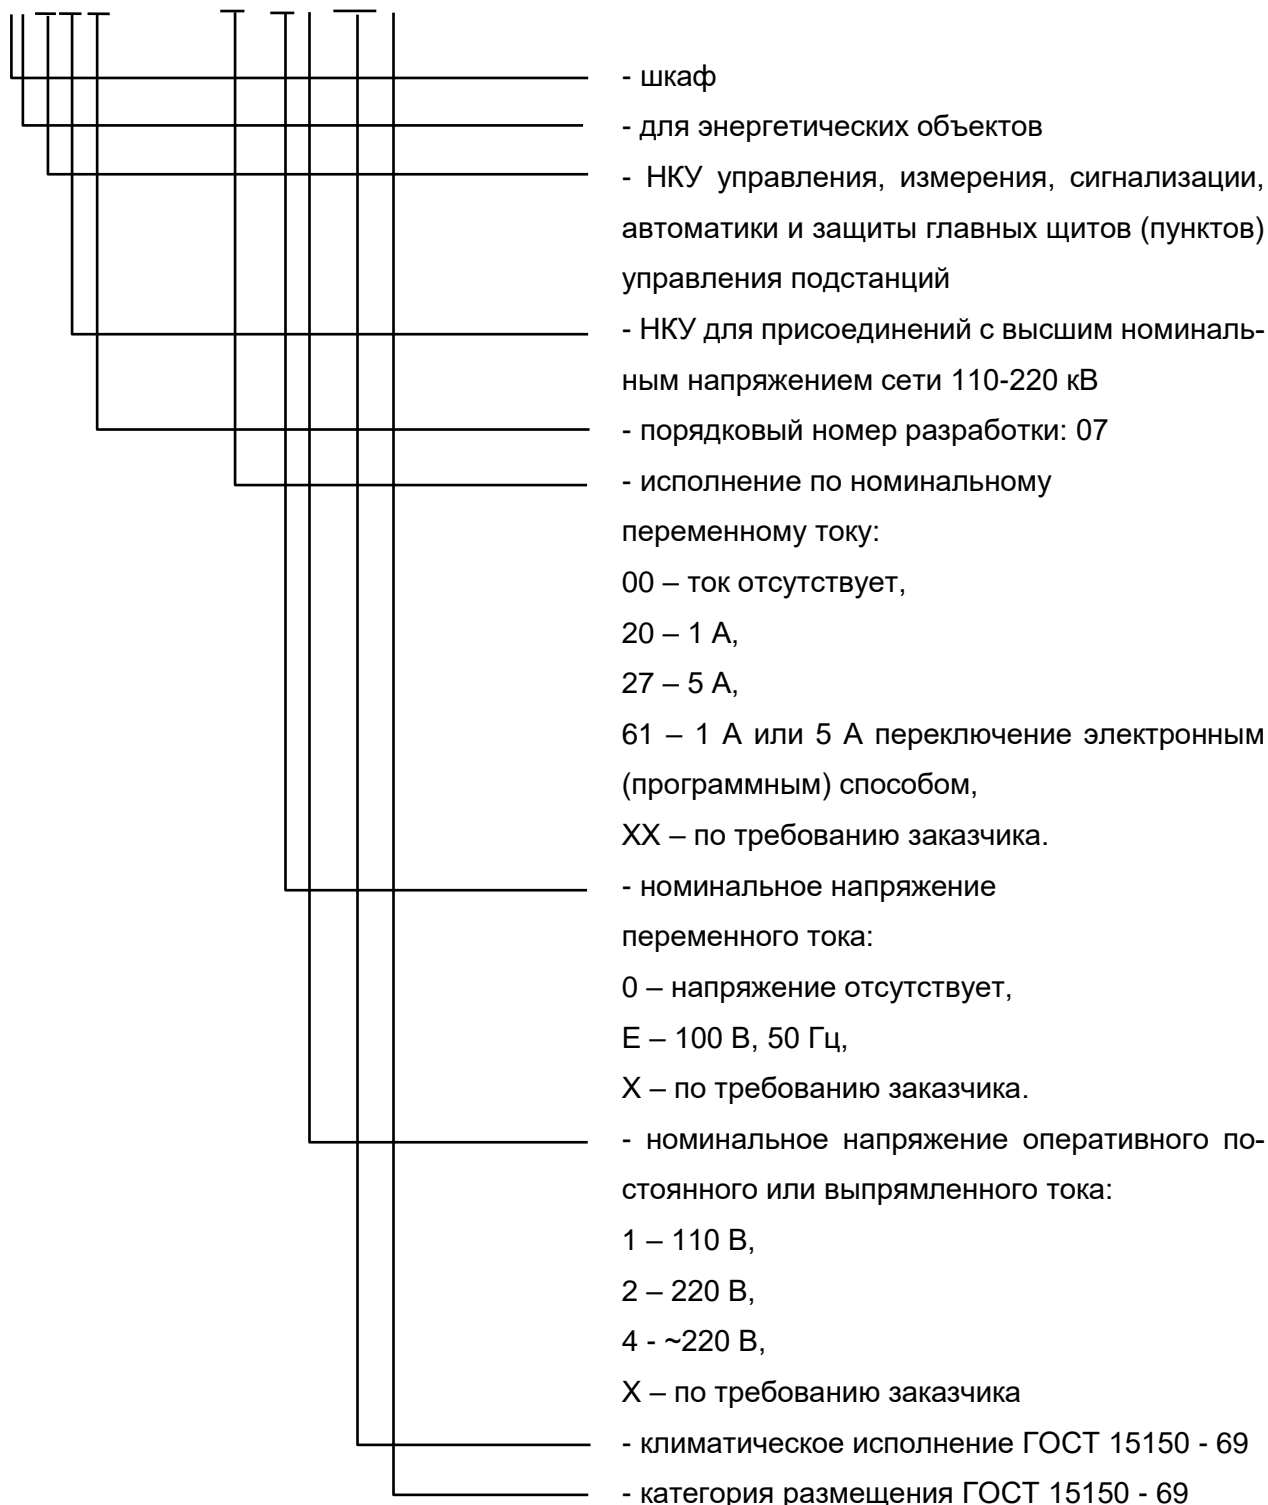 - шкаф
- для энергетических объектов
- НКУ управления, измерения, сигнализации,
автоматики и защиты главных щитов (пунктов)
управления подстанций
- НКУ для присоединений с высшим номиналь-
ным напряжением сети 110-220 кВ
- порядковый номер разработки: 07
- исполнение по номинальному
переменному току:
00 – ток отсутствует,
20 – 1 А,
27 – 5 А,
61 – 1 А или 5 А переключение электронным
(программным) способом,
ХХ – по требованию заказчика.
- номинальное напряжение
переменного тока:
0 – напряжение отсутствует,
Е – 100 В, 50 Гц,
Х – по требованию заказчика.
- номинальное напряжение оперативного по-
стоянного или выпрямленного тока:
1 – 110 В,
2 – 220 В,
4 - ~220 В,
Х – по требованию заказчика
- климатическое исполнение ГОСТ 15150 - 69
- категория размещения ГОСТ 15150 - 69